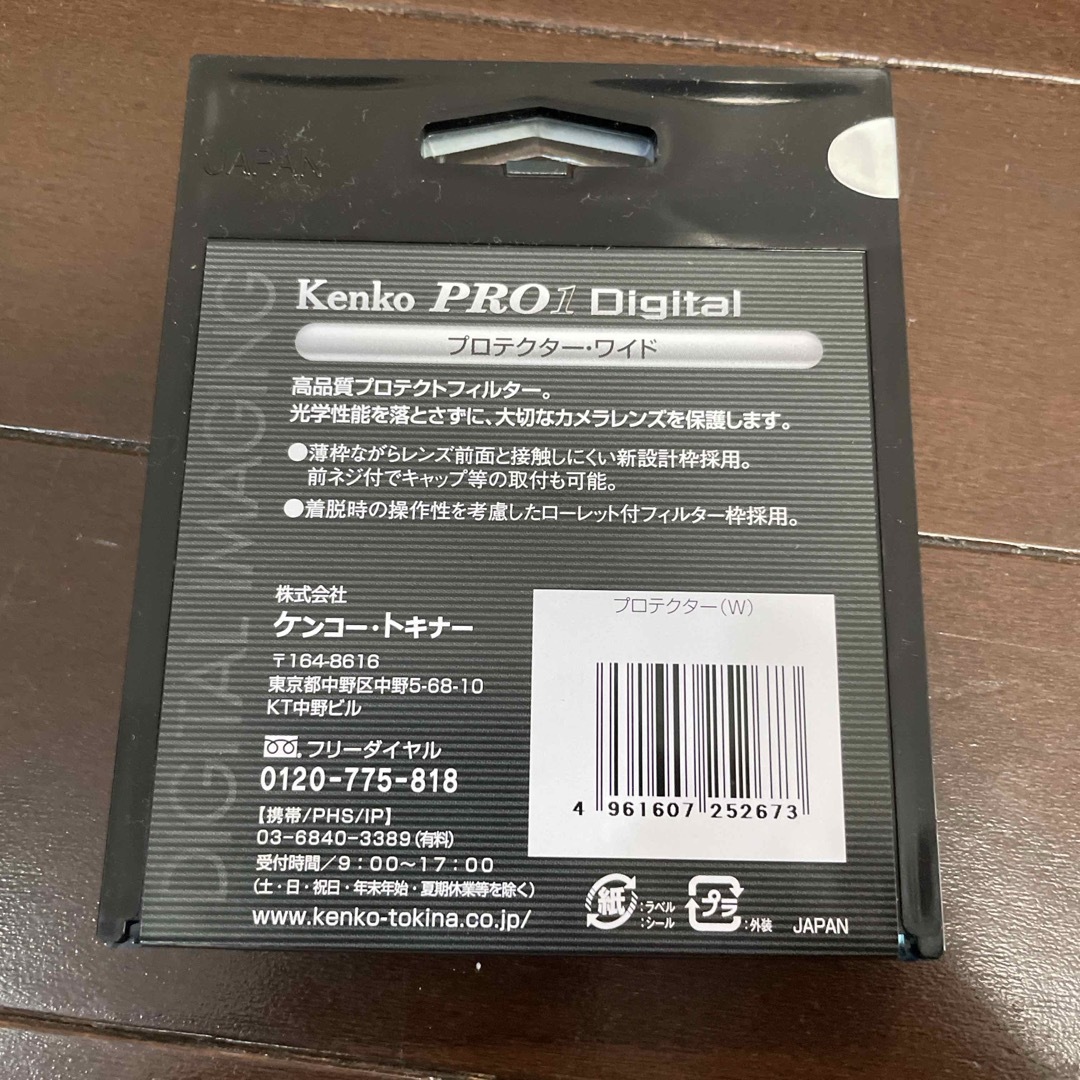 JAPAN
DIGITAL IMAGING
Kenko PRO1 Digital
プロテクター・ワイド
高品質プロテクトフィルター。
光学性能を落とさずに、大切なカメラレンズを保護します。
●薄枠ながらレンズ前面と接触しにくい新設計枠採用。
前ネジ付でキャップ等の取付も可能。
●着脱時の操作性を考慮したローレット付フィルター枠採用。
株式会社
ケンコー・トキナー
〒164-8616
東京都中野区中野5-68-10
KT中野ビル
フリーダイヤル
0120-775-818
【携帯/PHS/IP】
03-6840-3389(有料)
受付時間/9:00〜17:00
(土・日・祝日・年末年始・夏期休業等を除く)
www.kenko-tokina.co.jp/
プロテクター(W)
4 961607 252673
紙 :ラベル
:シール
プラ :外装
JAPAN